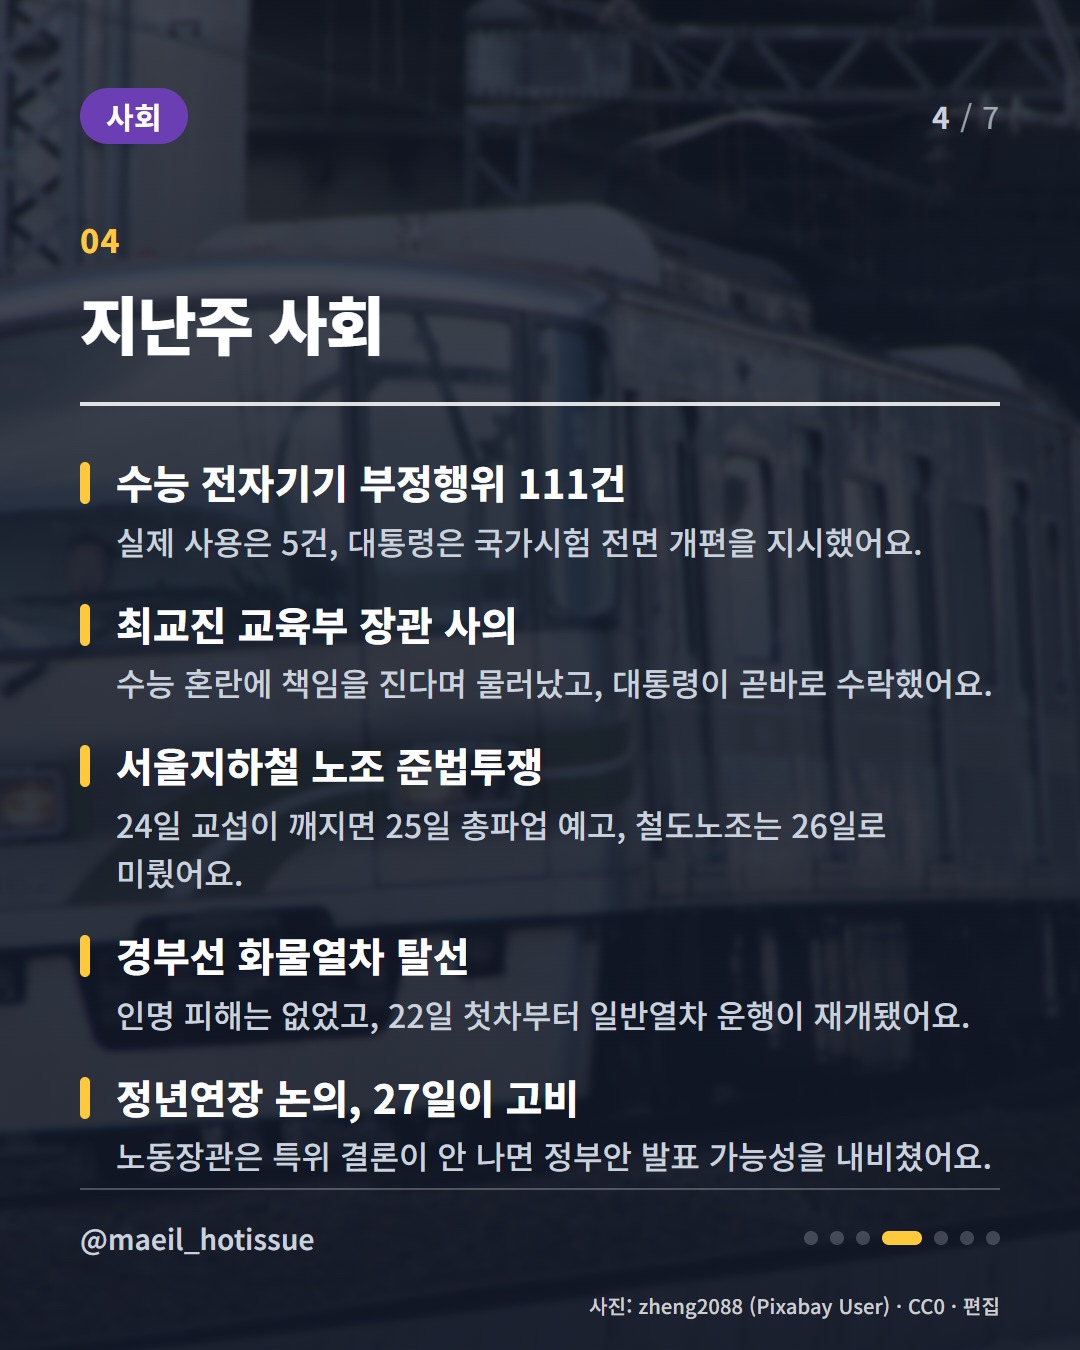 사회
4 / 7
04
지난주 사회
수능 전자기기 부정행위 111건
실제 사용은 5건, 대통령은 국가시험 전면 개편을 지시했어요.
최교진 교육부 장관 사의
수능 혼란에 책임을 진다며 물러났고, 대통령이 곧바로 수락했어요.
서울지하철 노조 준법투쟁
24일 교섭이 깨지면 25일 총파업 예고, 철도노조는 26일로
미뤘어요.
경부선 화물열차 탈선
인명 피해는 없었고, 22일 첫차부터 일반열차 운행이 재개됐어요.
정년연장 논의, 27일이 고비
노동장관은 특위 결론이 안 나면 정부안 발표 가능성을 내비쳤어요.
@maeil_hotissue
사진: zheng2088 (Pixabay User) · CC0 · 편집